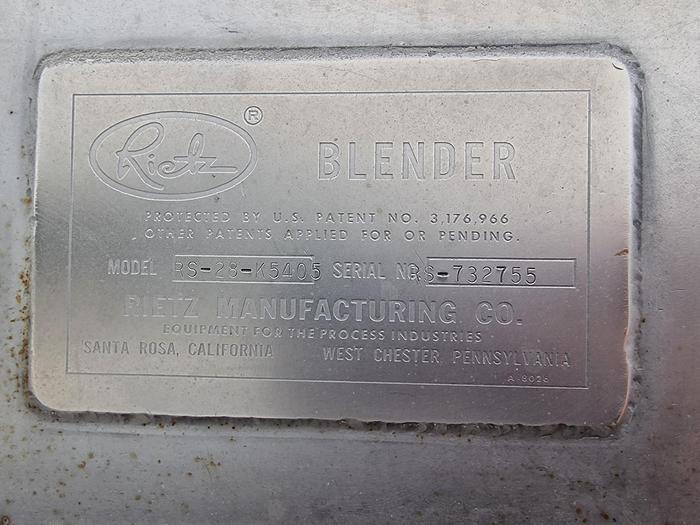 Rietz ® BLENDER
PROTECTED BY U.S. PATENT NO. 3,176,966
OTHER PATENTS APPLIED FOR OR PENDING.
MODEL RS-28-K5405 SERIAL NO. RS-732755
RIETZ MANUFACTURING CO.
EQUIPMENT FOR THE PROCESS INDUSTRIES
SANTA ROSA, CALIFORNIA WEST CHESTER, PENNSYLVANIA
A-8026